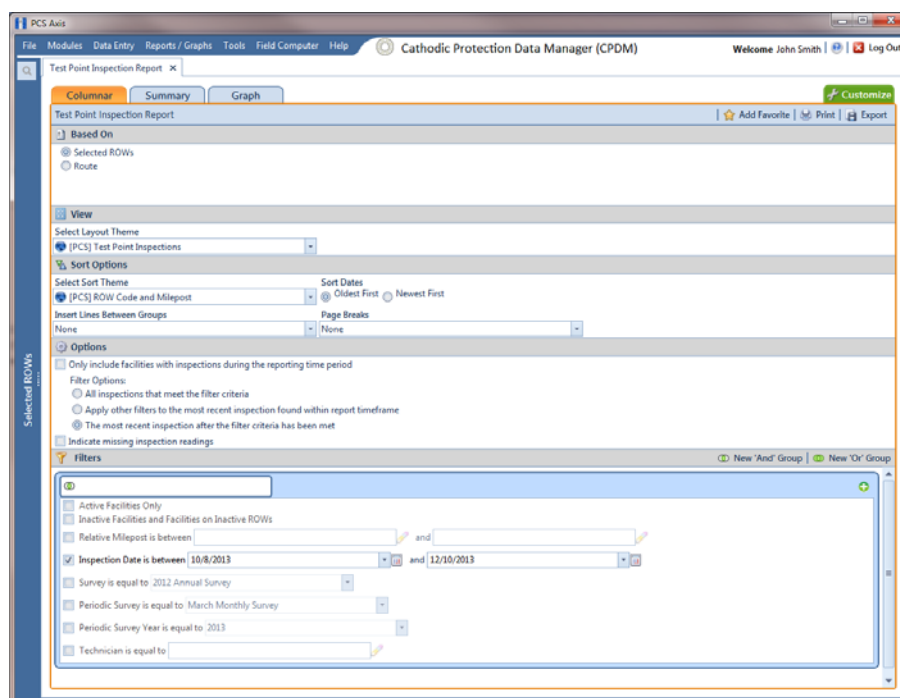 PCS Axis
File Modules Data Entry Reports / Graphs Tools Field Computer Help Cathodic Protection Data Manager (CPDM) Welcome John Smith Log Out
Test Point Inspection Report
Columnar Summary Graph Customize
Test Point Inspection Report Add Favorite Print Export
Based On
Selected ROWs
Route
View
Select Layout Theme
[PCS] Test Point Inspections
Sort Options
Select Sort Theme Sort Dates
[PCS] ROW Code and Milepost Oldest First Newest First
Insert Lines Between Groups Page Breaks
None None
Options
Only include facilities with inspections during the reporting time period
Filter Options:
All inspections that meet the filter criteria
Apply other filters to the most recent inspection found within report timeframe
The most recent inspection after the filter criteria has been met
Indicate missing inspection readings
Selected ROWs
Filters New 'And' Group New 'Or' Group
Active Facilities Only
Inactive Facilities and Facilities on Inactive ROWs
Relative Milepost is between and
Inspection Date is between 10/8/2013 and 12/10/2013
Survey is equal to 2012 Annual Survey
Periodic Survey is equal to March Monthly Survey
Periodic Survey Year is equal to 2013
Technician is equal to